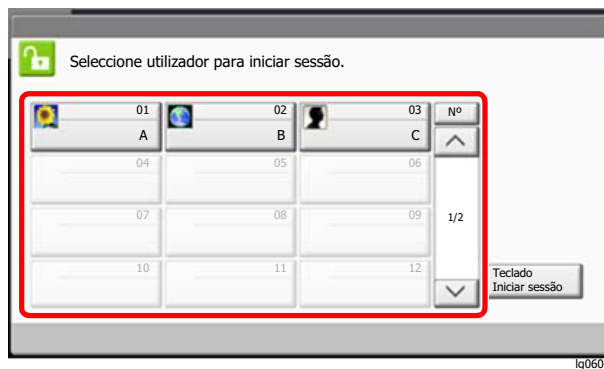 Seleccione utilizador para iniciar sessão.
01 02 03 Nº
A B C
04 05 06
07 08 09 1/2
10 11 12
Teclado
Iniciar sessão